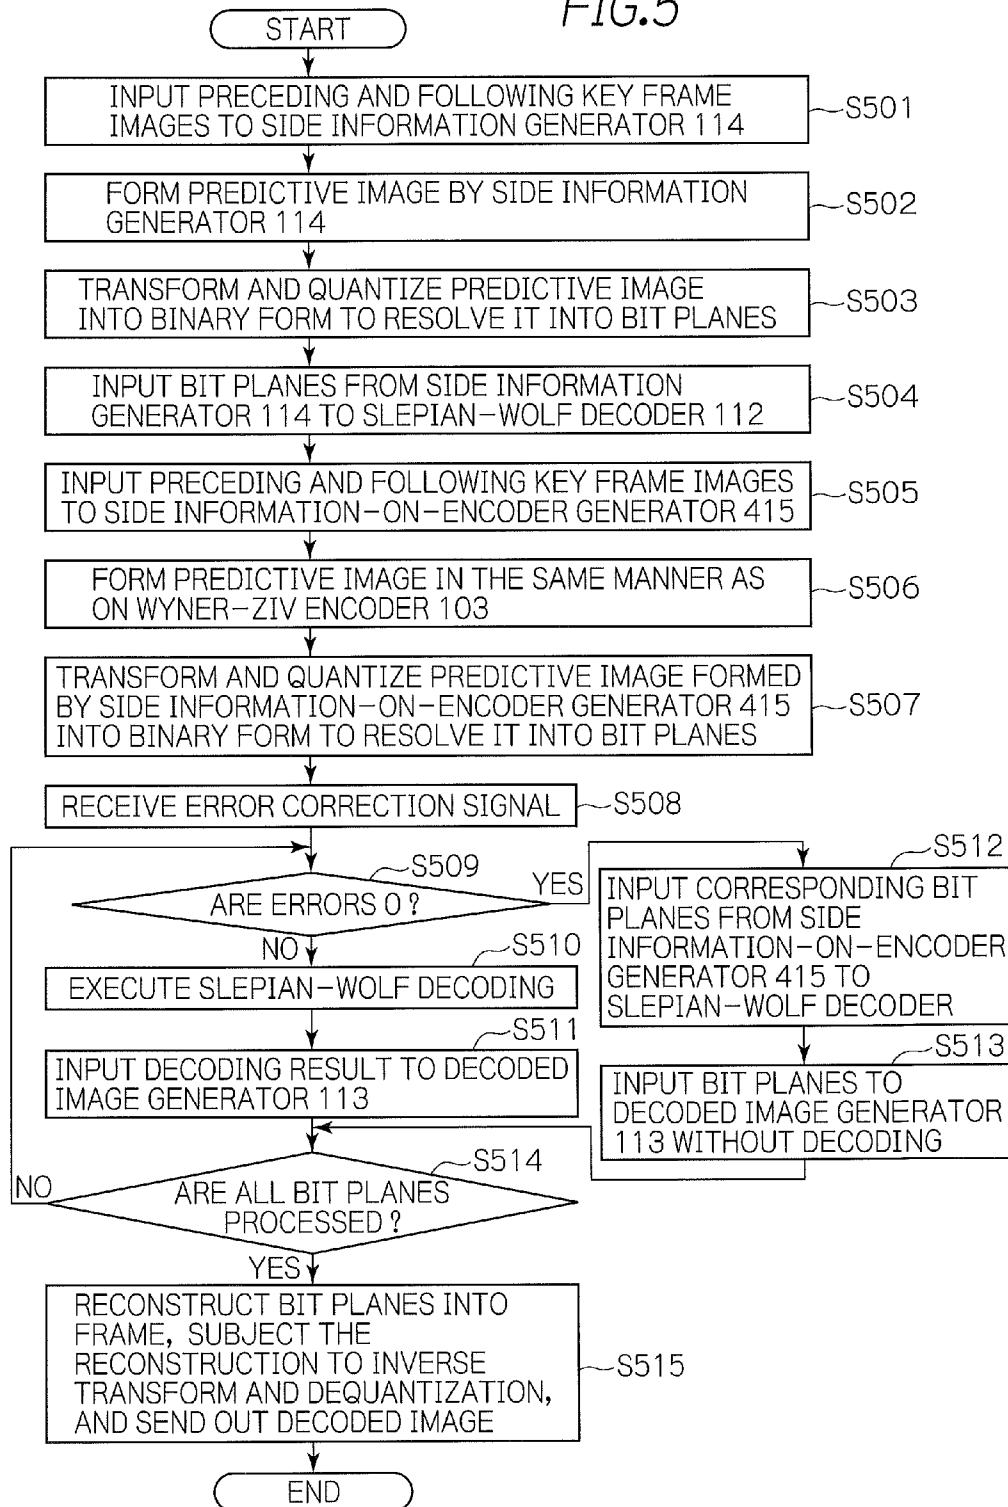 FIG.5
START
INPUT PRECEDING AND FOLLOWING KEY FRAME
IMAGES TO SIDE INFORMATION GENERATOR 114
S501
FORM PREDICTIVE IMAGE BY SIDE INFORMATION
GENERATOR 114
S502
TRANSFORM AND QUANTIZE PREDICTIVE IMAGE
INTO BINARY FORM TO RESOLVE IT INTO BIT PLANES
S503
INPUT BIT PLANES FROM SIDE INFORMATION
GENERATOR 114 TO SLEPIAN-WOLF DECODER 112
S504
INPUT PRECEDING AND FOLLOWING KEY FRAME IMAGES
TO SIDE INFORMATION-ON-ENCODER GENERATOR 415
S505
FORM PREDICTIVE IMAGE IN THE SAME MANNER AS
ON WYNER-ZIV ENCODER 103
S506
TRANSFORM AND QUANTIZE PREDICTIVE IMAGE FORMED
BY SIDE INFORMATION-ON-ENCODER GENERATOR 415
INTO BINARY FORM TO RESOLVE IT INTO BIT PLANES
S507
RECEIVE ERROR CORRECTION SIGNAL
S508
S509
ARE ERRORS 0?
YES
NO
S510
EXECUTE SLEPIAN-WOLF DECODING
S511
INPUT DECODING RESULT TO DECODED
IMAGE GENERATOR 113
S512
INPUT CORRESPONDING BIT
PLANES FROM SIDE
INFORMATION-ON-ENCODER
GENERATOR 415 TO
SLEPIAN-WOLF DECODER
S513
INPUT BIT PLANES TO
DECODED IMAGE GENERATOR
113 WITHOUT DECODING
S514
NO
ARE ALL BIT PLANES
PROCESSED?
YES
RECONSTRUCT BIT PLANES INTO
FRAME, SUBJECT THE
RECONSTRUCTION TO INVERSE
TRANSFORM AND DEQUANTIZATION,
AND SEND OUT DECODED IMAGE
S515
END